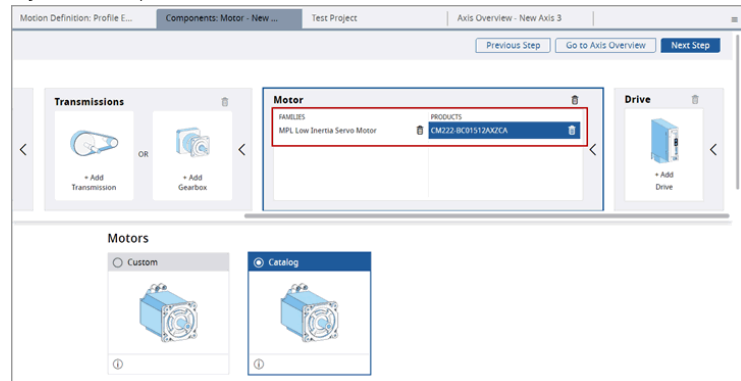 Motion Definition: Profile E...
Components: Motor - New ...
Test Project
Axis Overview - New Axis 3
Previous Step
Go to Axis Overview
Next Step
Transmissions
+ Add
Transmission
OR
+ Add
Gearbox
Motor
FAMILIES
MPL Low Inertia Servo Motor
PRODUCTS
CM222-BC01512AXZCA
Drive
+ Add
Drive
Motors
Custom
Catalog